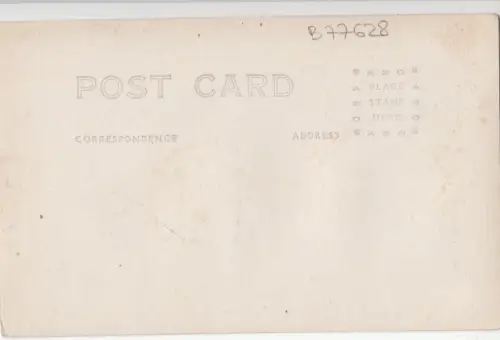 B77628
POST CARD
PLACE
STAMP
HERE
CORRESPONDENCE
ADDRESS